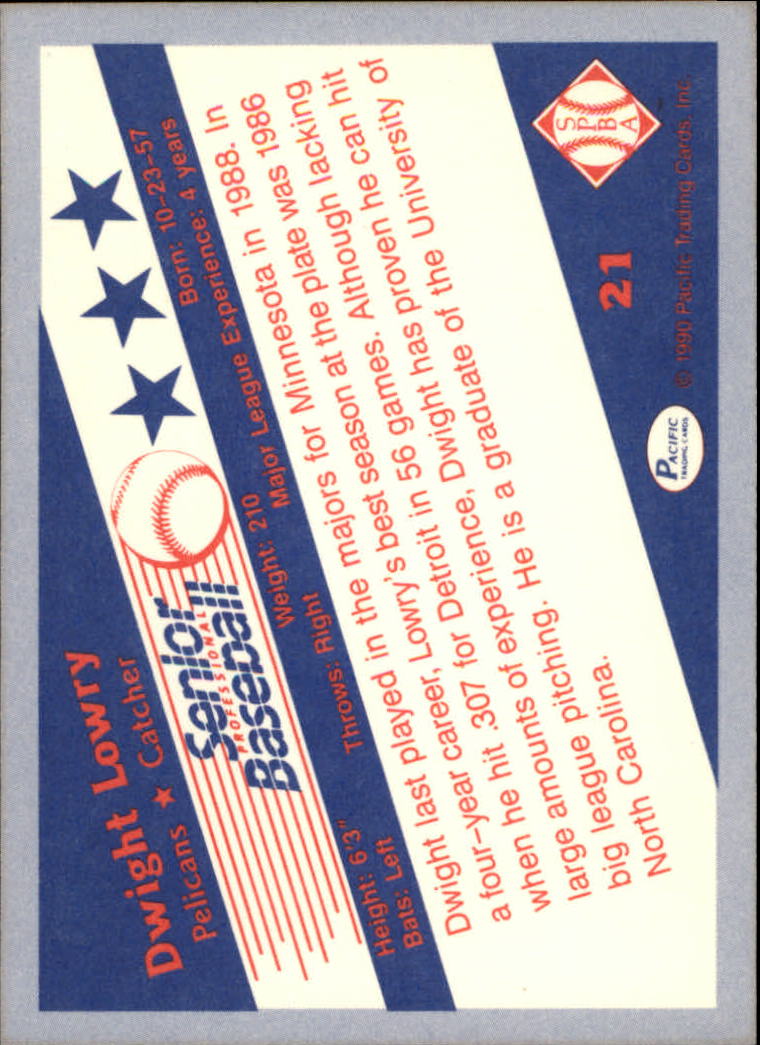 Dwight Lowry
Pelicans ★ Catcher
Senior
PROFESSIONAL
Baseball
Height: 6'3" Weight: 210 Born: 10-23-57
Bats: Left Throws: Right Major League Experience: 4 years
Dwight last played in the majors for Minnesota in 1988. In
a four-year career, Lowry's best season at the plate was 1986
when he hit .307 for Detroit in 56 games. Although lacking
large amounts of experience, Dwight has proven he can hit
big league pitching. He is a graduate of the University of
North Carolina.
SPBA
21
PACIFIC
TRADING CARDS
© 1990 Pacific Trading Cards, Inc.